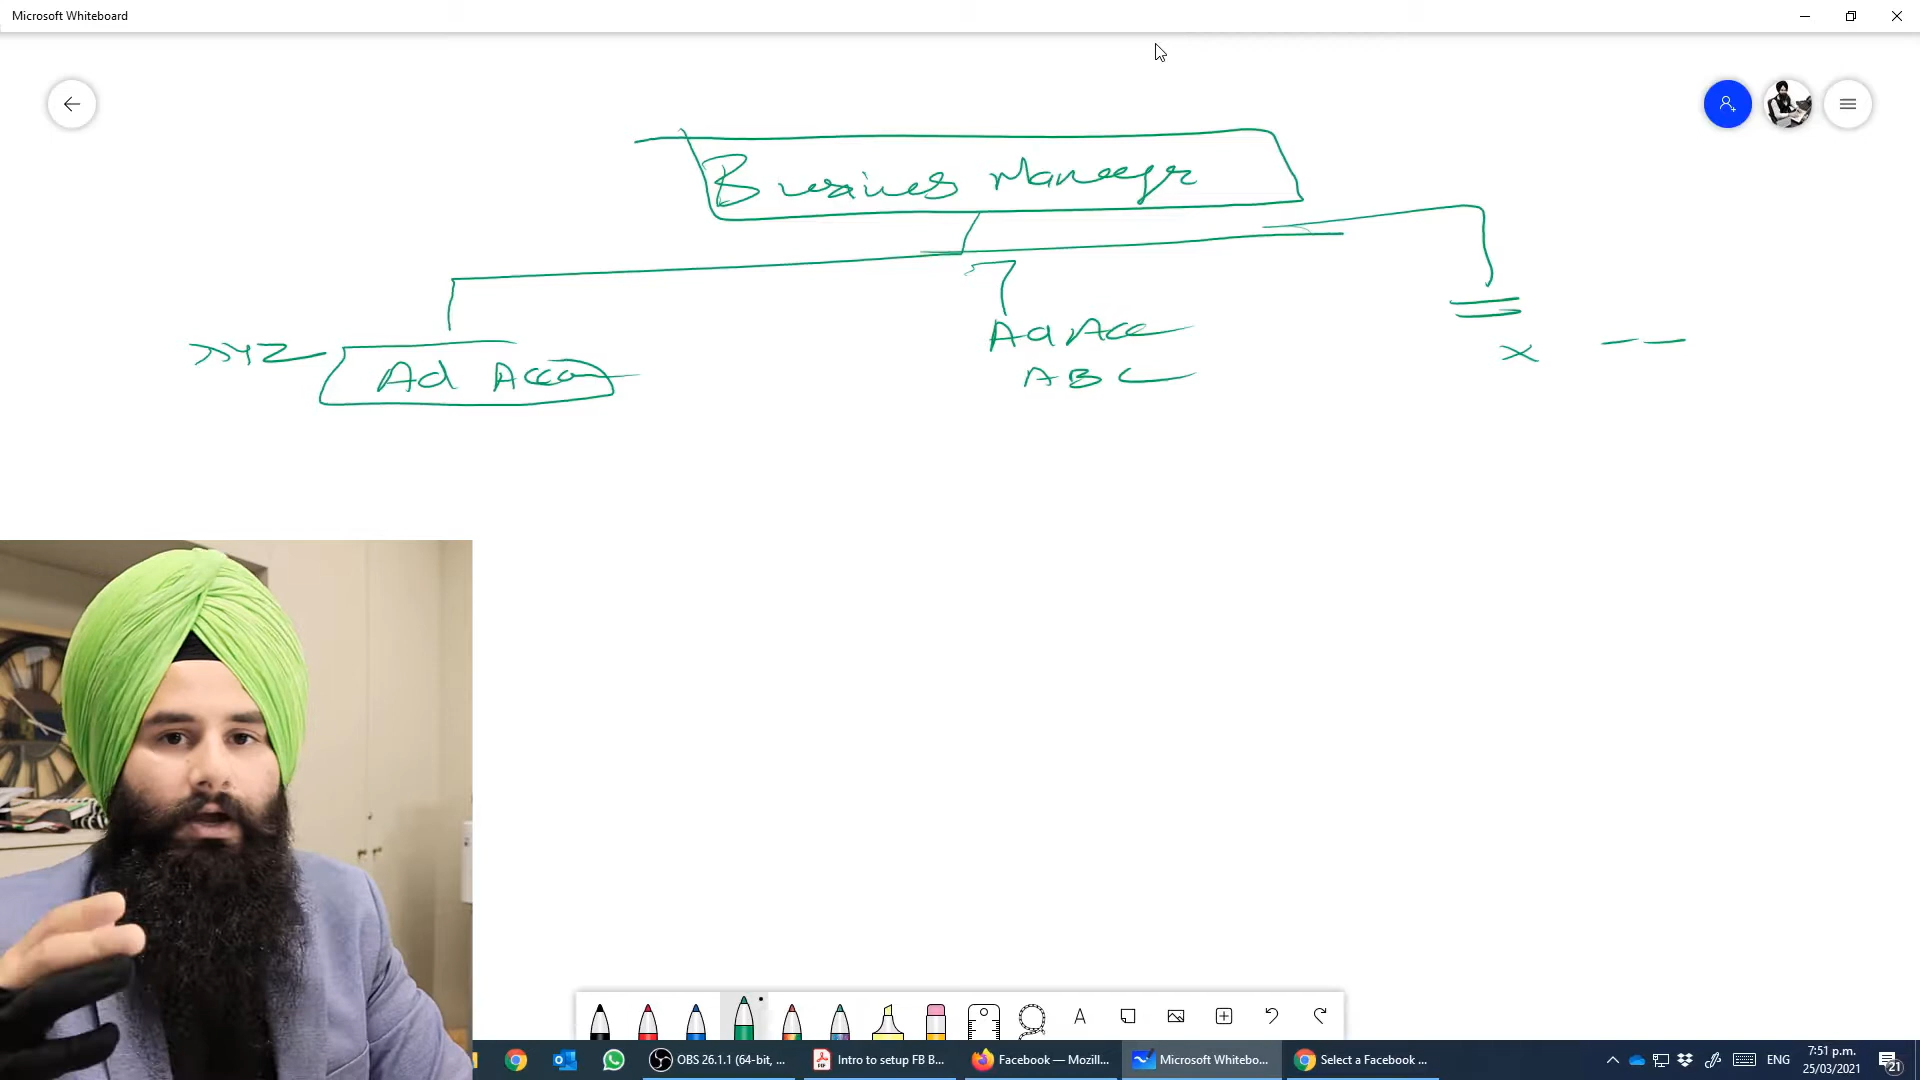 Microsoft Whiteboard
Business Manager
XYZ
Ad Acco
Ad Acc
ABC
X
A
OBS 26.1.1 (64-bit, ...
Intro to setup FB B...
Facebook — Mozill...
Microsoft Whitebo...
Select a Facebook ...
ENG
7:51 p.m.
25/03/2021
21